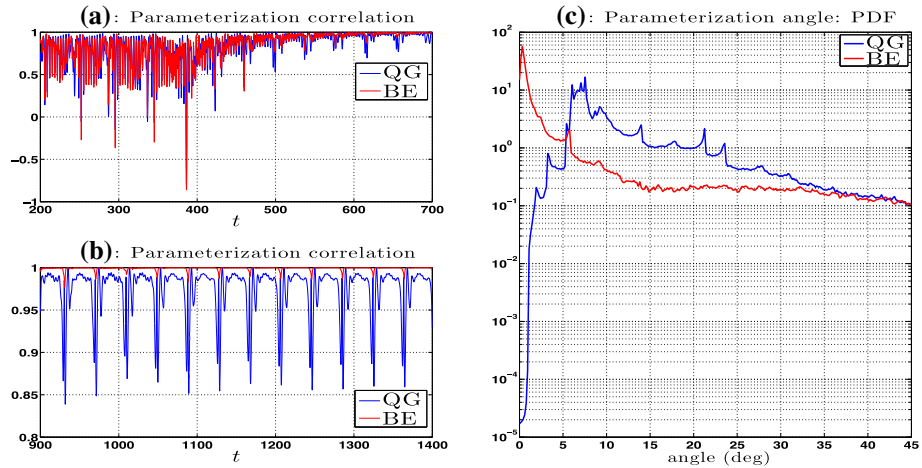 (a): Parameterization correlation
1
0.5
0
−0.5
−1
200 300 400 500 600 700
t
QG
BE
(b): Parameterization correlation
1
0.95
0.9
0.85
0.8
900 1000 1100 1200 1300 1400
t
QG
BE
(c): Parameterization angle: PDF
10^1
10^0
10^−1
10^−2
10^−3
10^−4
10^−5
0 5 10 15 20 25 30 35 40 45
angle (deg)
QG
BE